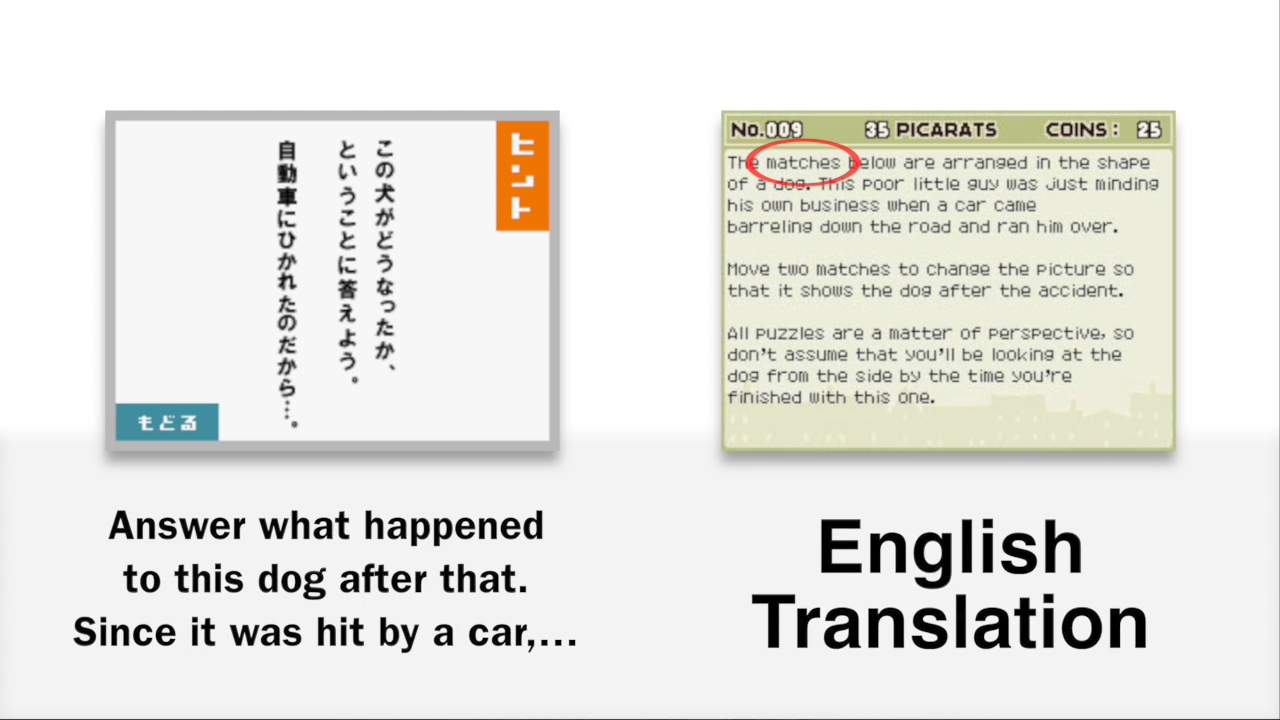 ヒント
この犬がどうなったか、
ということに答えよう。
自動車にひかれたのだから…。
もどる
Answer what happened
to this dog after that.
Since it was hit by a car,...
No.009 35 PICARATS COINS: 25
The matches below are arranged in the shape
of a dog. This poor little guy was just minding
his own business when a car came
barreling down the road and ran him over.
Move two matches to change the picture so
that it shows the dog after the accident.
All puzzles are a matter of perspective, so
don't assume that you'll be looking at the
dog from the side by the time you're
finished with this one.
English
Translation